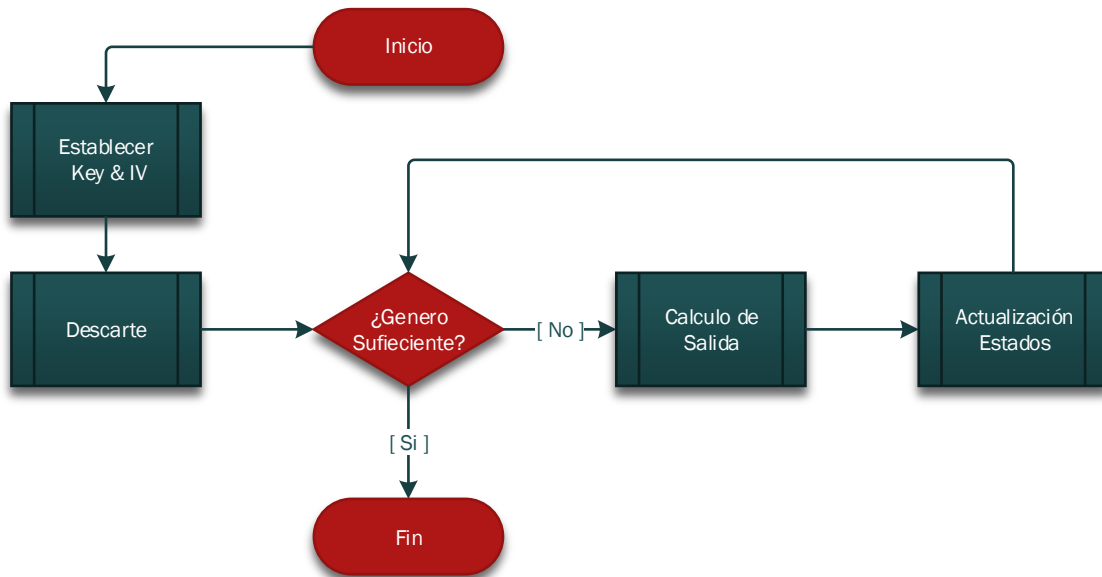 Inicio
Establecer
Key & IV
Descarte
¿Genero
Sufieciente?
[ No ]
Calculo de
Salida
Actualización
Estados
[ Si ]
Fin